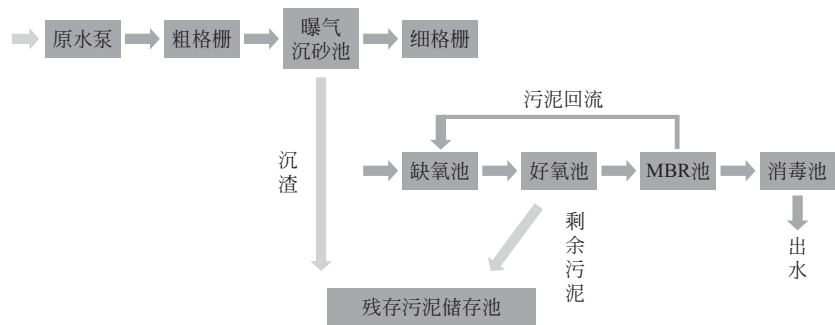 原水泵
粗格栅
曝气
沉砂池
细格栅
污泥回流
沉渣
缺氧池
好氧池
MBR池
消毒池
剩余污泥
出水
残存污泥储存池